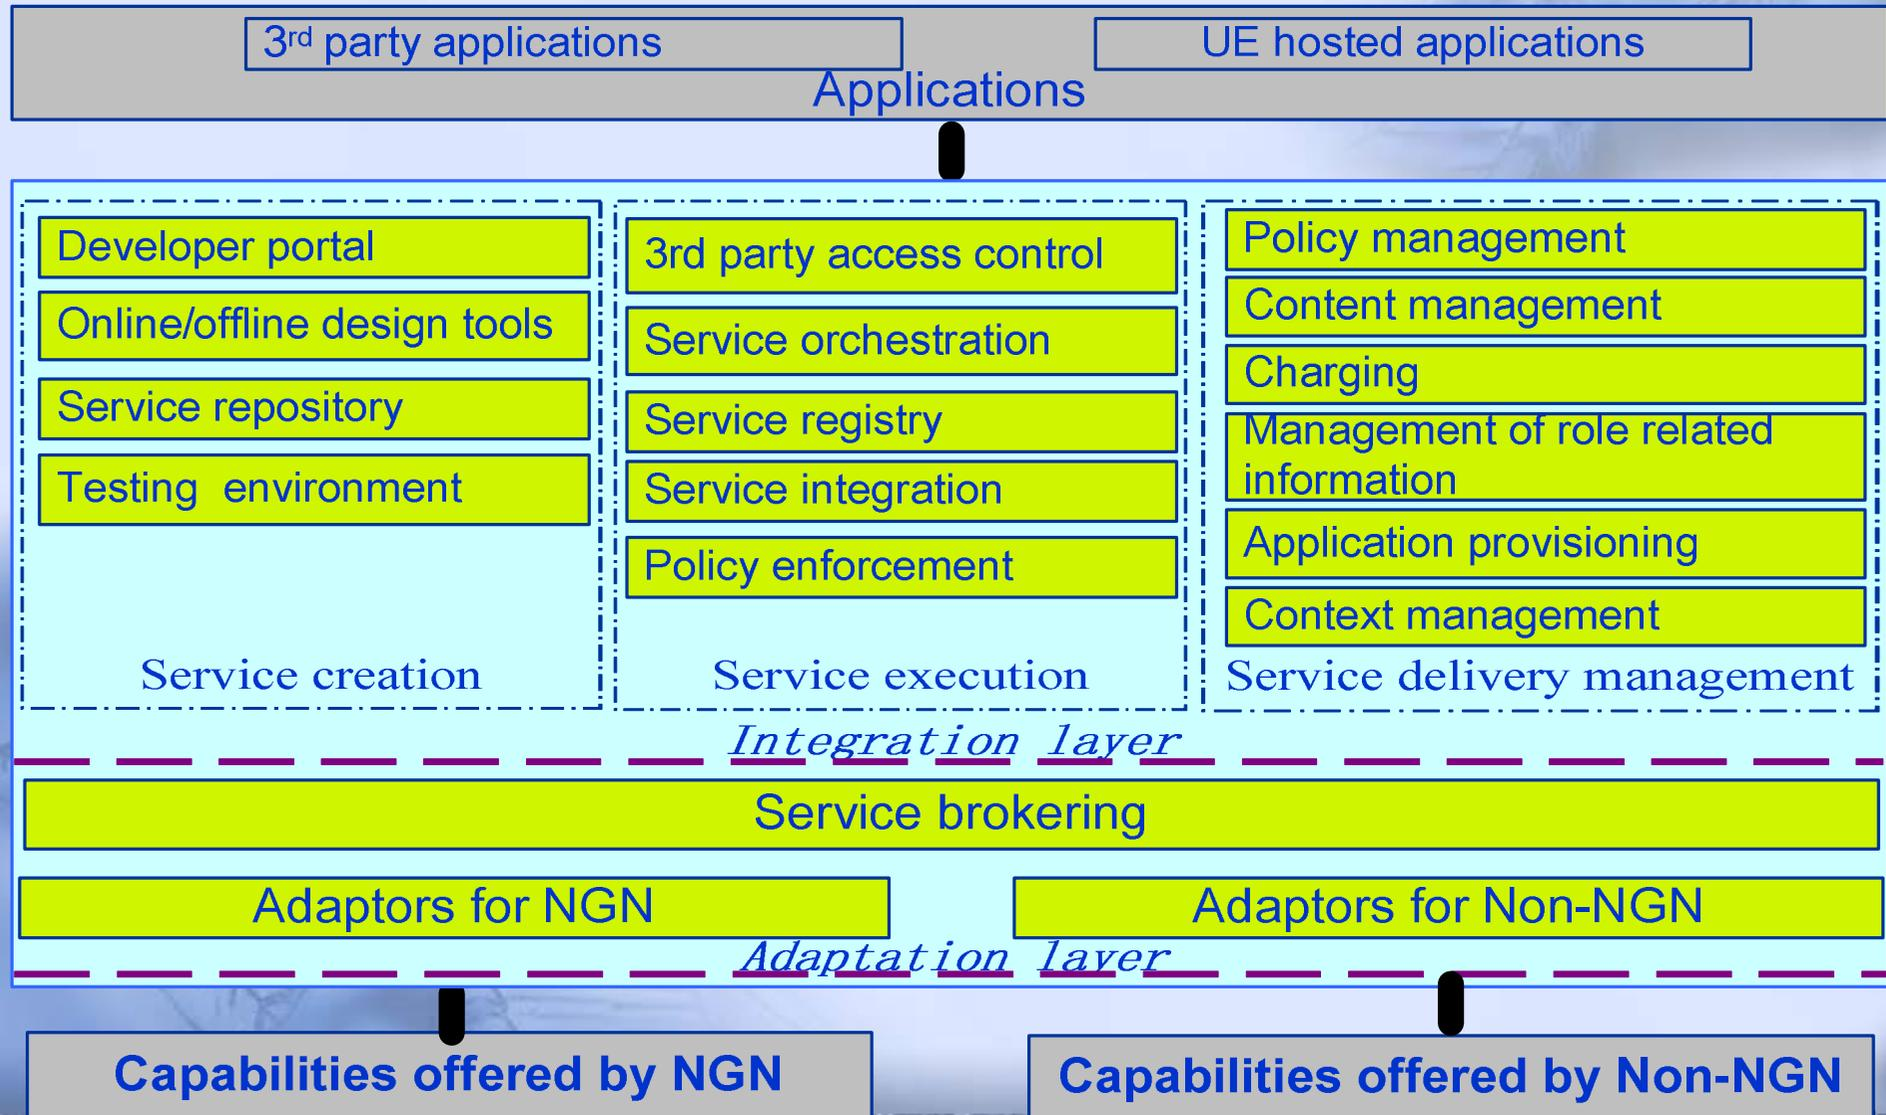 3rd party applications
UE hosted applications
Applications
Developer portal
Online/offline design tools
Service repository
Testing  environment
Service creation
3rd party access control
Service orchestration
Service registry
Service integration
Policy enforcement
Service execution
Policy management
Content management
Charging
Management of role related
information
Application provisioning
Context management
Service delivery management
Integration layer
Service brokering
Adaptors for NGN
Adaptors for Non-NGN
Adaptation layer
Capabilities offered by NGN
Capabilities offered by Non-NGN